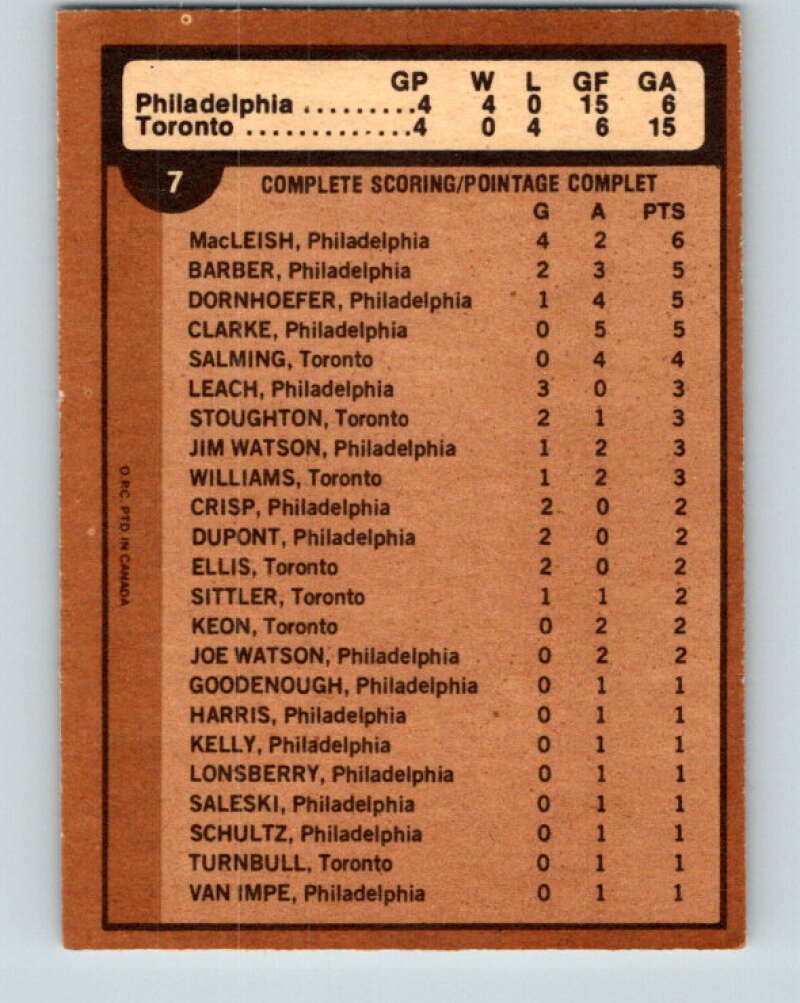 GP W L GF GA
Philadelphia .........4 4 0 15 6
Toronto .............4 0 4 6 15
7 COMPLETE SCORING/POINTAGE COMPLET
G A PTS
MacLEISH, Philadelphia 4 2 6
BARBER, Philadelphia 2 3 5
DORNHOEFER, Philadelphia 1 4 5
CLARKE, Philadelphia 0 5 5
SALMING, Toronto 0 4 4
LEACH, Philadelphia 3 0 3
STOUGHTON, Toronto 2 1 3
JIM WATSON, Philadelphia 1 2 3
WILLIAMS, Toronto 1 2 3
CRISP, Philadelphia 2 0 2
DUPONT, Philadelphia 2 0 2
ELLIS, Toronto 2 0 2
SITTLER, Toronto 1 1 2
KEON, Toronto 0 2 2
JOE WATSON, Philadelphia 0 2 2
GOODENOUGH, Philadelphia 0 1 1
HARRIS, Philadelphia 0 1 1
KELLY, Philadelphia 0 1 1
LONSBERRY, Philadelphia 0 1 1
SALESKI, Philadelphia 0 1 1
SCHULTZ, Philadelphia 0 1 1
TURNBULL, Toronto 0 1 1
VAN IMPE, Philadelphia 0 1 1
O.P.C. PTD. IN CANADA